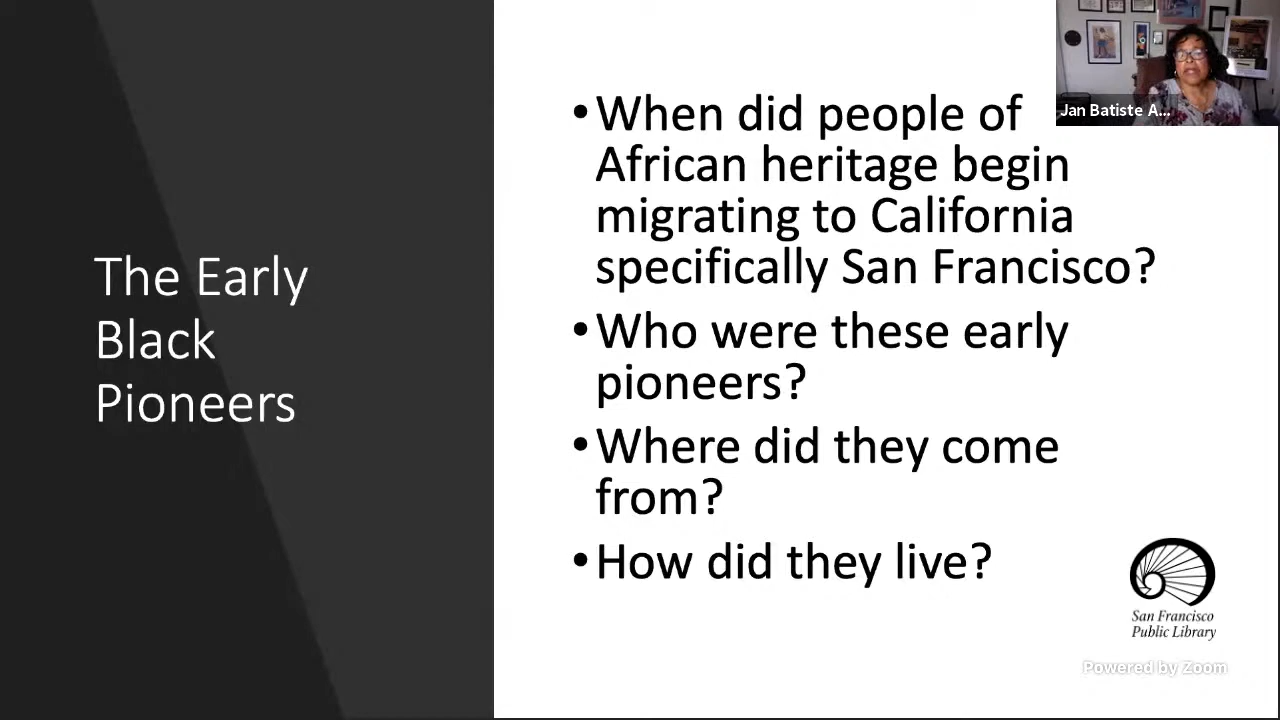 The Early
Black
Pioneers
•When did people of
African heritage begin
migrating to California
specifically San Francisco?
•Who were these early
pioneers?
•Where did they come
from?
•How did they live?
Jan Batiste A...
San Francisco
Public Library
Powered by Zoom